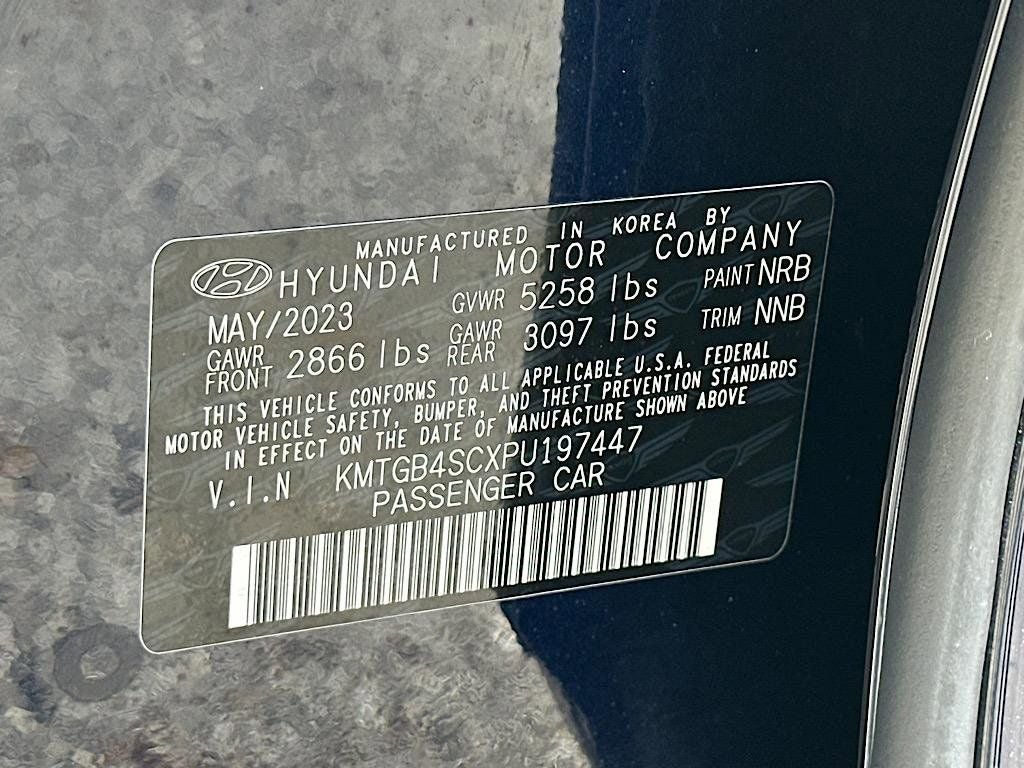 MANUFACTURED IN KOREA BY
HYUNDAI MOTOR COMPANY
MAY/2023 GVWR 5258 lbs PAINT NRB
GAWR FRONT 2866 lbs GAWR REAR 3097 lbs TRIM NNB
THIS VEHICLE CONFORMS TO ALL APPLICABLE U.S.A. FEDERAL
MOTOR VEHICLE SAFETY, BUMPER, AND THEFT PREVENTION STANDARDS
IN EFFECT ON THE DATE OF MANUFACTURE SHOWN ABOVE
V.I.N KMTGB4SCXPU197447
PASSENGER CAR